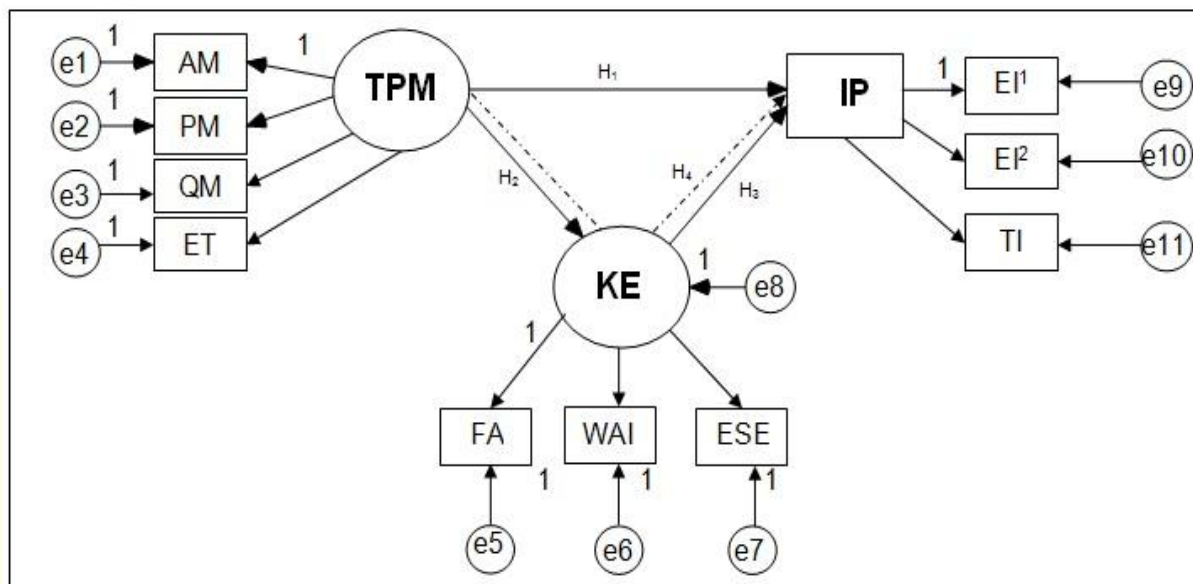 e1 1 AM 1
e2 1 PM
e3 1 QM
e4 1 ET
TPM
H₁
H₂
H₄
H₃
IP
1 EI¹ e9
EI² e10
TI e11
KE
1 e8
1
FA WAI ESE
1 1 1
e5 e6 e7